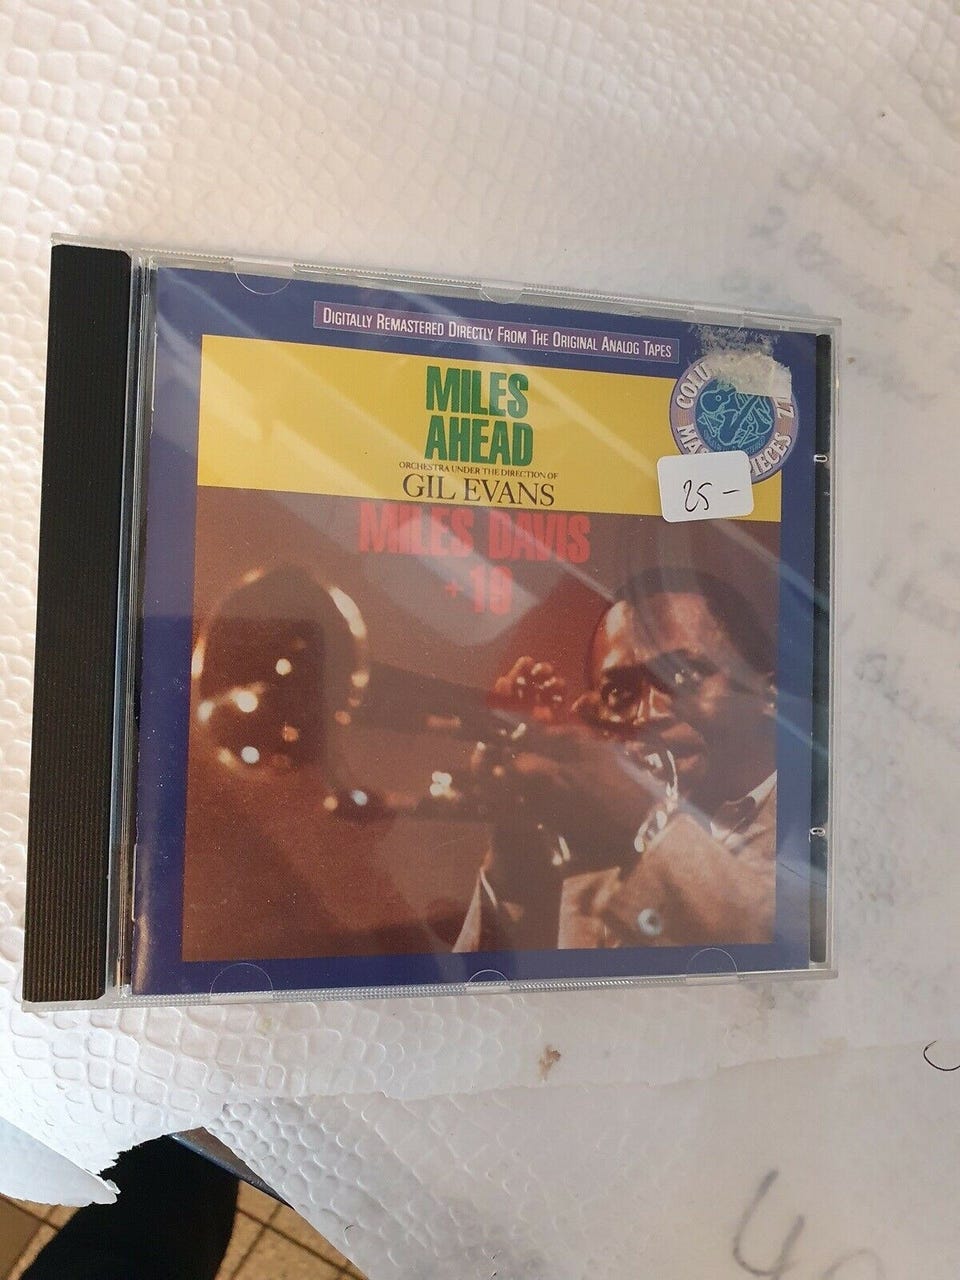 DIGITALLY REMASTERED DIRECTLY FROM THE ORIGINAL ANALOG TAPES
MILES
AHEAD
ORCHESTRA UNDER THE DIRECTION OF
GIL EVANS
MILES DAVIS
+ 19
25 –